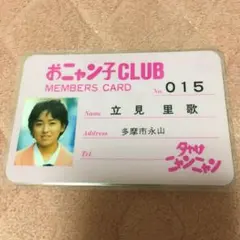 おニャン子CLUB
MEMBERS CARD No. 015
Name 立見里歌
Address 多摩市永山
Tel.
夕やけニャンニャン